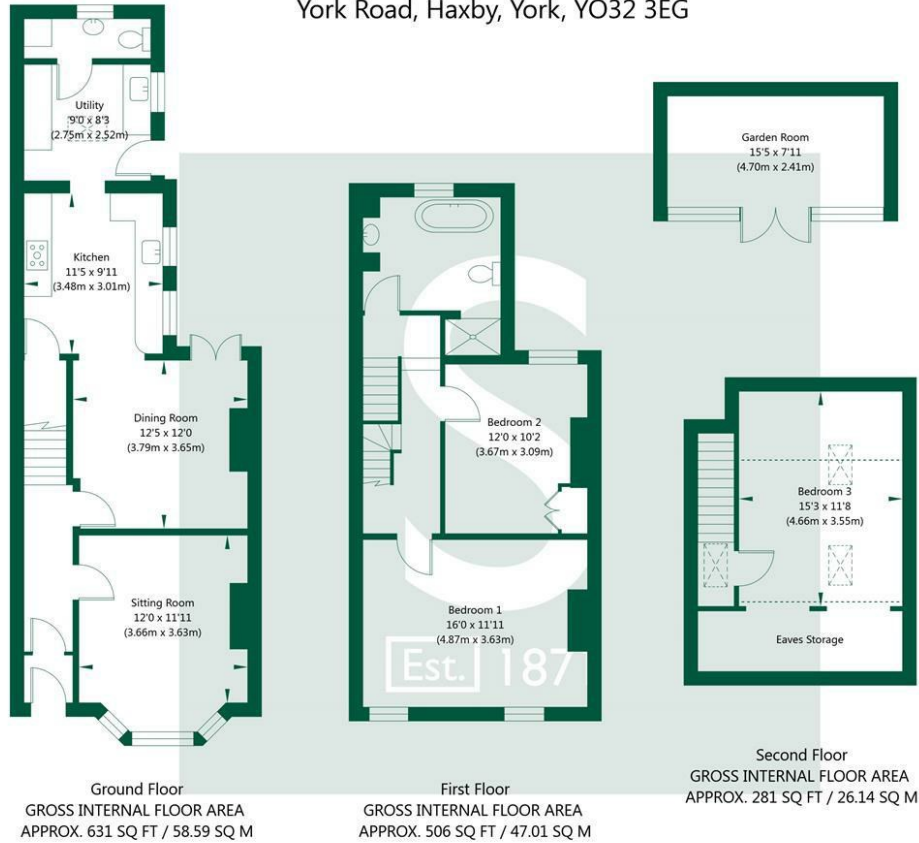 York Road, Haxby, York, YO32 3EG
Utility
9'0 x 8'3
(2.75m x 2.52m)
Kitchen
11'5 x 9'11
(3.48m x 3.01m)
Dining Room
12'5 x 12'0
(3.79m x 3.65m)
Sitting Room
12'0 x 11'11
(3.66m x 3.63m)
Ground Floor
GROSS INTERNAL FLOOR AREA
APPROX. 631 SQ FT / 58.59 SQ M
Bedroom 2
12'0 x 10'2
(3.67m x 3.09m)
Bedroom 1
16'0 x 11'11
(4.87m x 3.63m)
S
Est. 187
First Floor
GROSS INTERNAL FLOOR AREA
APPROX. 506 SQ FT / 47.01 SQ M
Garden Room
15'5 x 7'11
(4.70m x 2.41m)
Bedroom 3
15'3 x 11'8
(4.66m x 3.55m)
Eaves Storage
Second Floor
GROSS INTERNAL FLOOR AREA
APPROX. 281 SQ FT / 26.14 SQ M